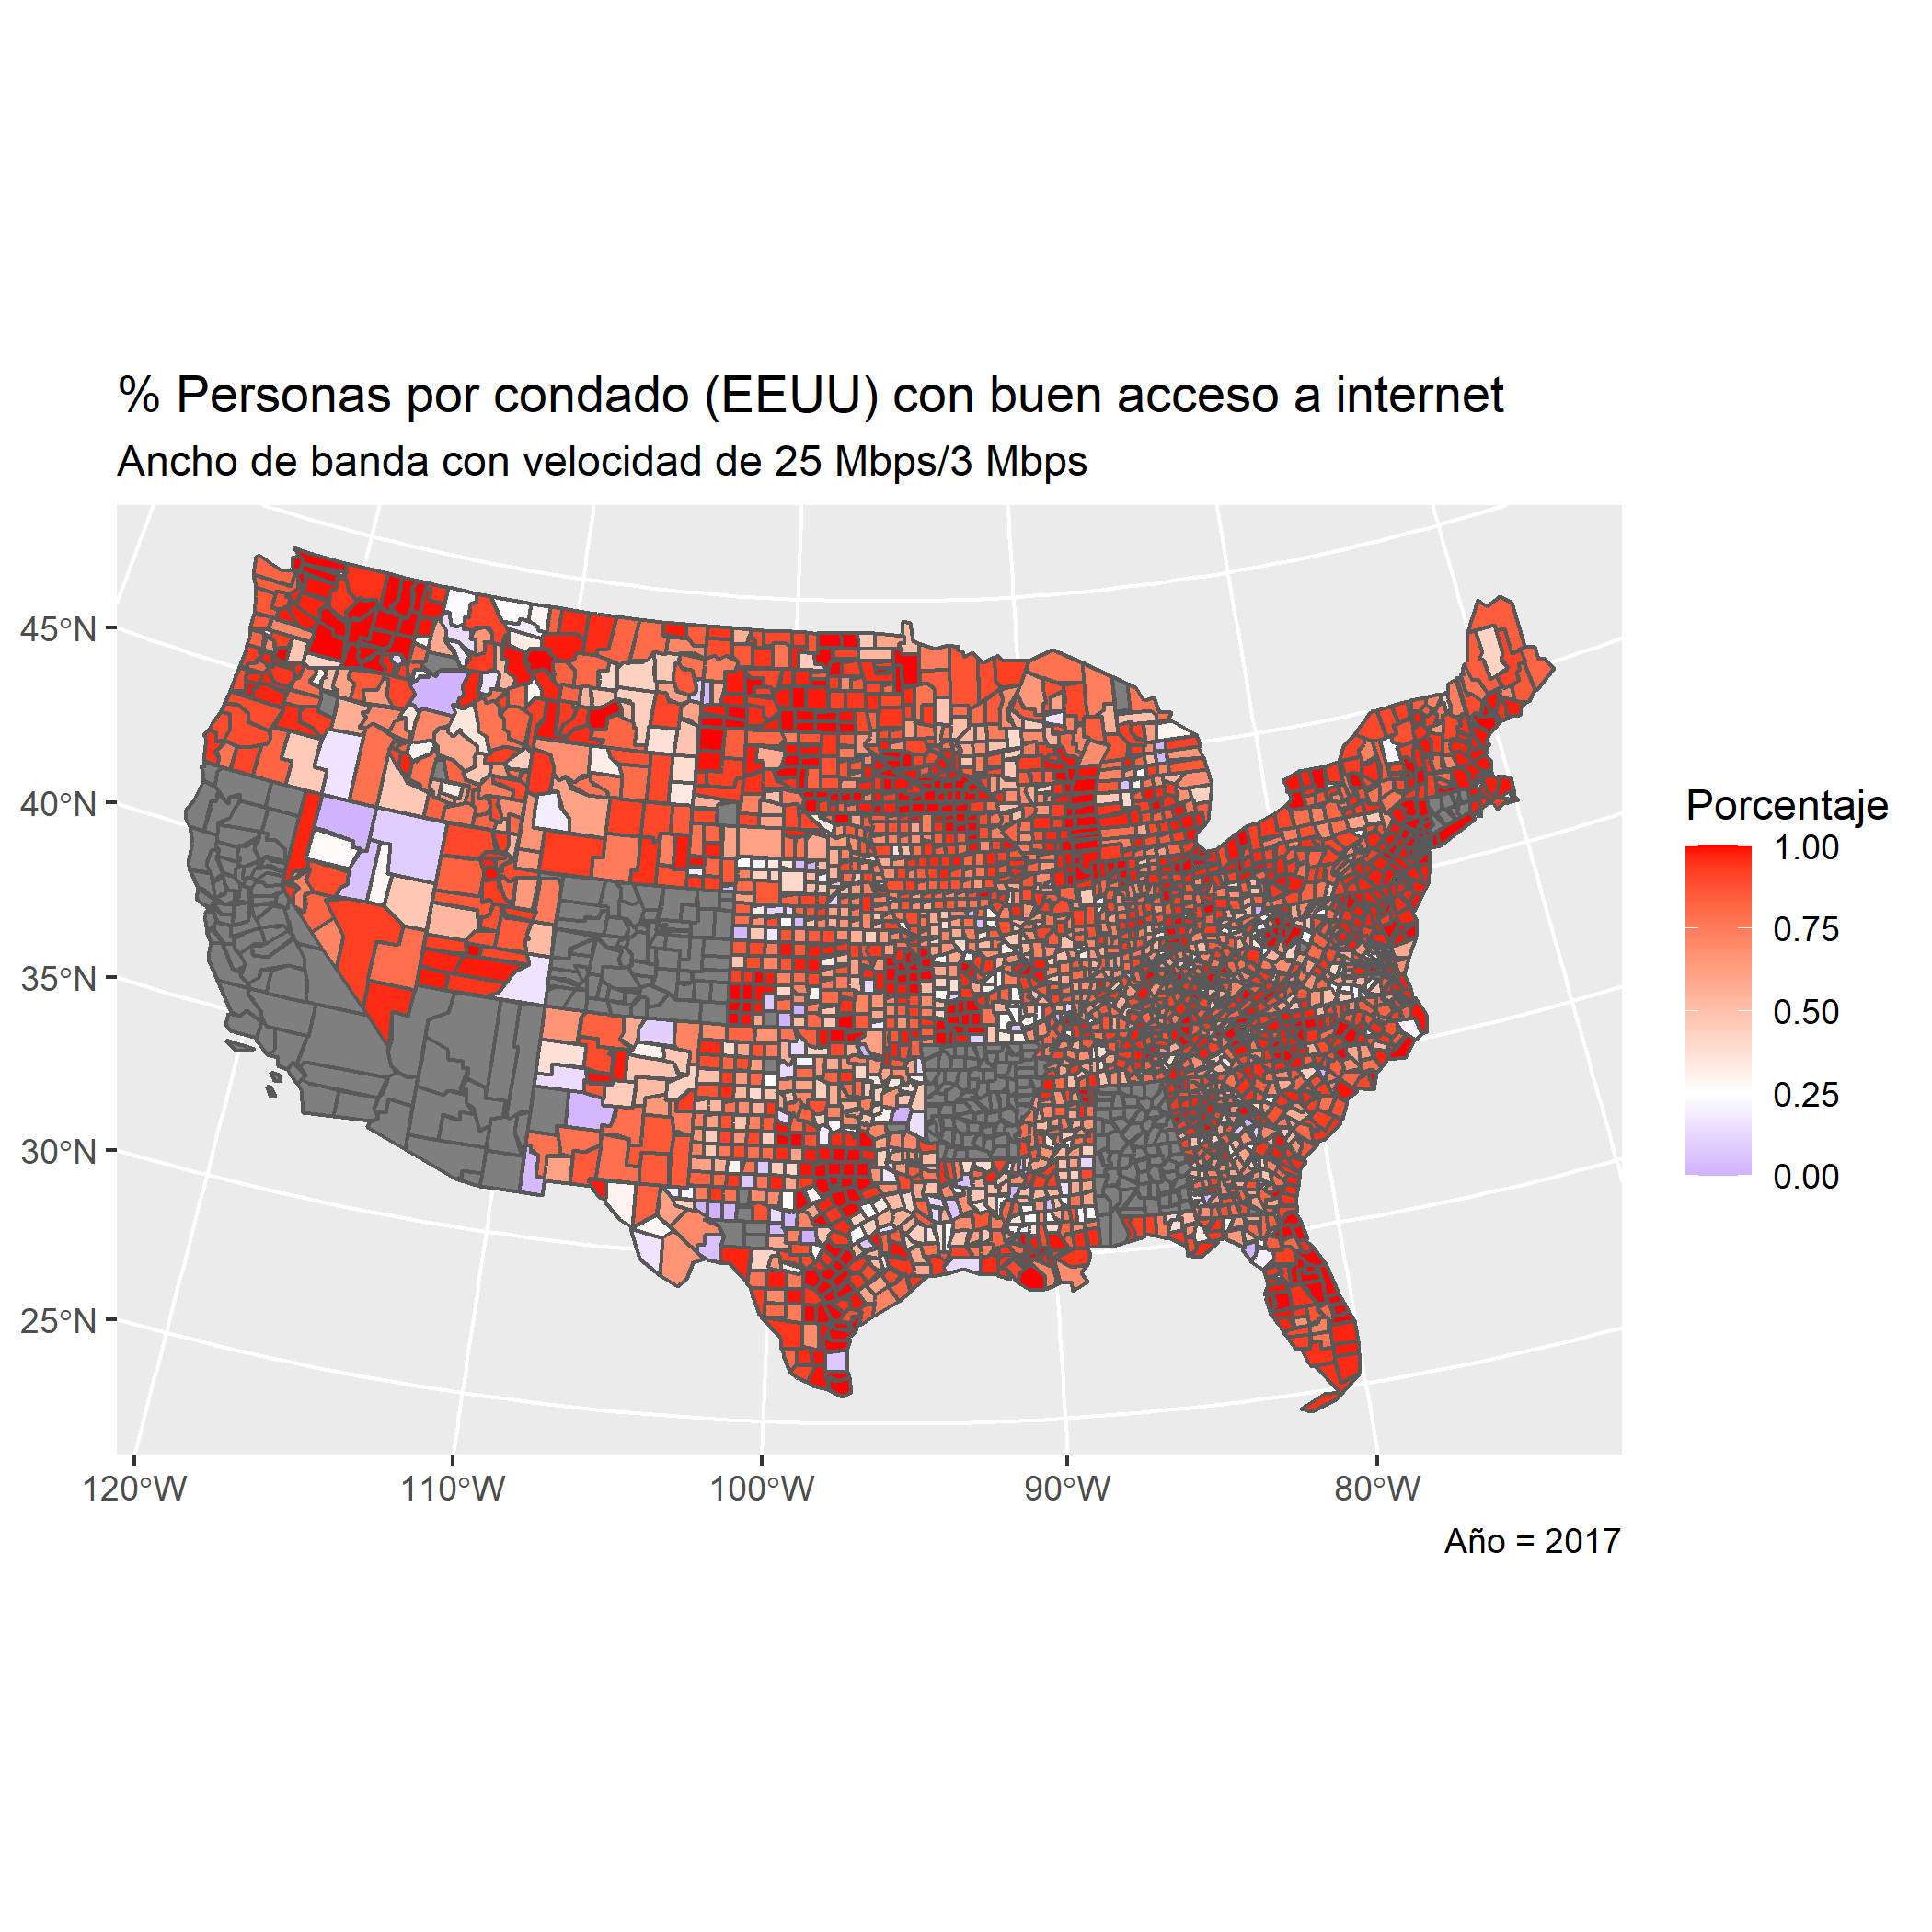 % Personas por condado (EEUU) con buen acceso a internet
Ancho de banda con velocidad de 25 Mbps/3 Mbps
45°N
40°N
35°N
30°N
25°N
120°W
110°W
100°W
90°W
80°W
Porcentaje
1.00
0.75
0.50
0.25
0.00
Año = 2017